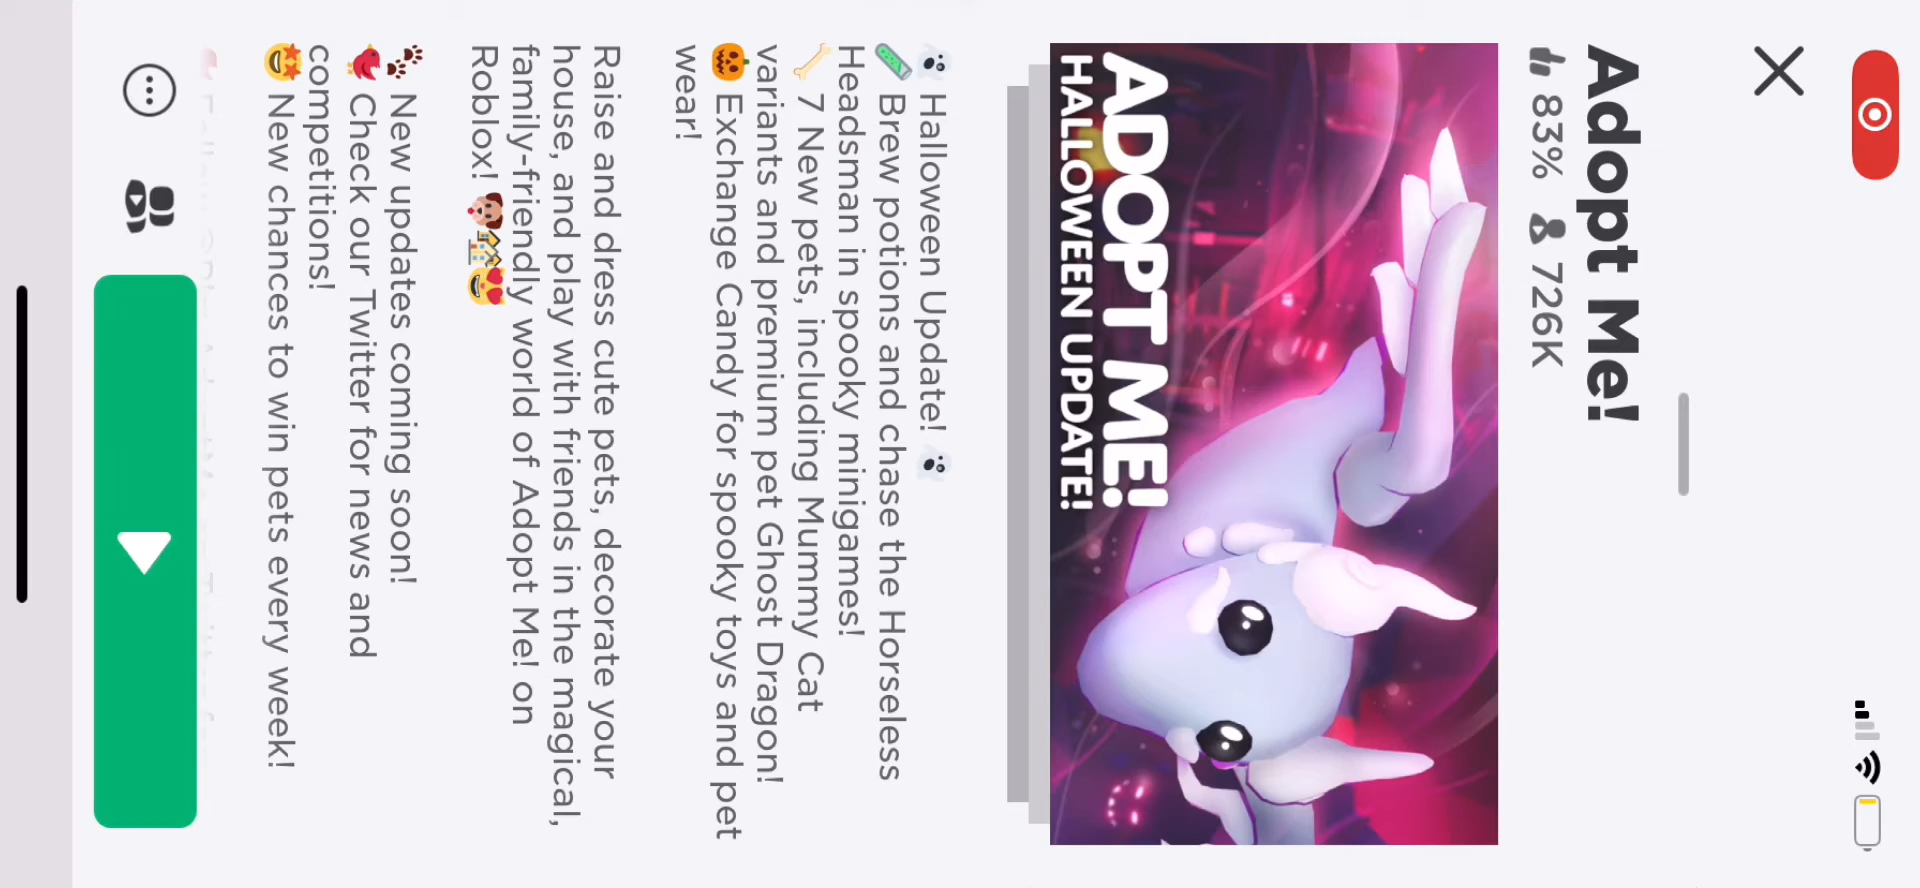 Adopt Me!
83% 726K
ADOPT ME!
HALLOWEEN UPDATE!
👻 Halloween Update! 👻
🧪 Brew potions and chase the Horseless
Headsman in spooky minigames!
🦴 7 New pets, including Mummy Cat
variants and premium pet Ghost Dragon!
🎃 Exchange Candy for spooky toys and pet
wear!
Raise and dress cute pets, decorate your
house, and play with friends in the magical,
family-friendly world of Adopt Me! on
Roblox! 🐶🏘️😍
🐾 New updates coming soon!
🐦 Check our Twitter for news and
competitions!
🤩 New chances to win pets every week!